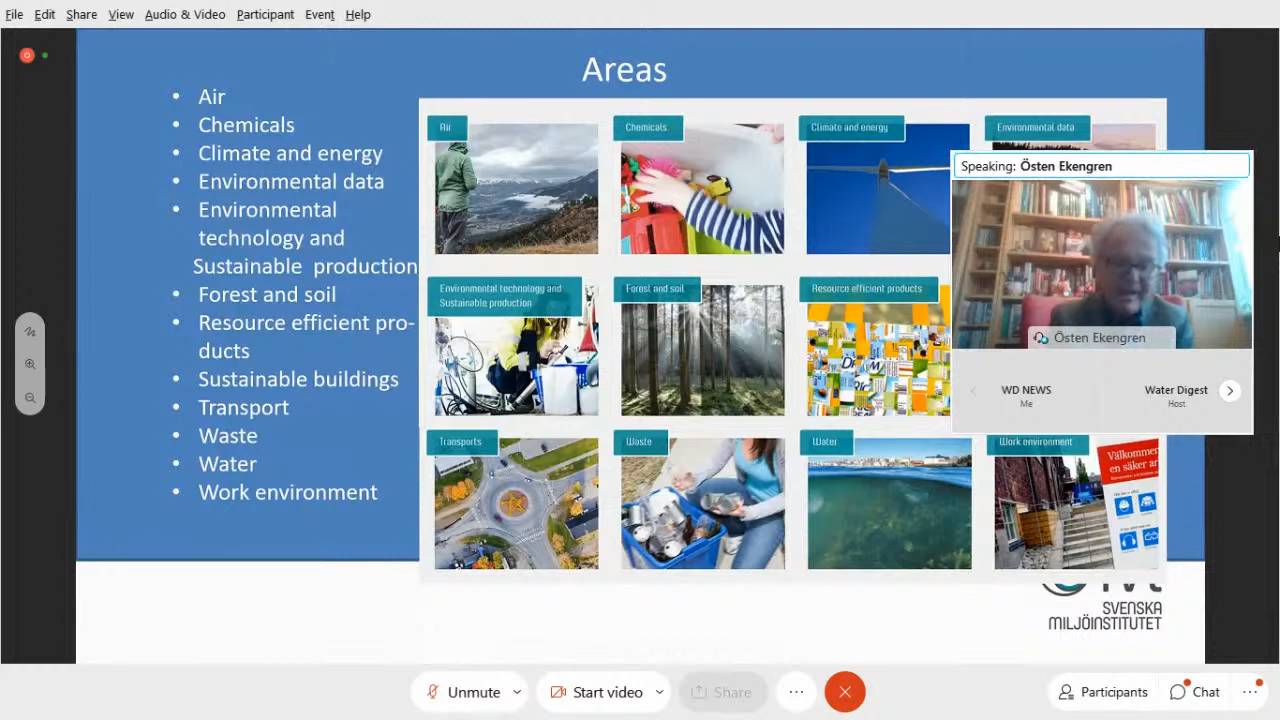 File Edit Share View Audio & Video Participant Event Help
Areas
• Air
• Chemicals
• Climate and energy
• Environmental data
• Environmental
technology and
Sustainable production
• Forest and soil
• Resource efficient pro-
ducts
• Sustainable buildings
• Transport
• Waste
• Water
• Work environment
Air
Chemicals
Climate and energy
Environmental data
Environmental technology and
Sustainable production
Forest and soil
Resource efficient products
Transports
Waste
Water
Work environment
Välkommen
en säker ar
Speaking: Östen Ekengren
Östen Ekengren
WD NEWS
Me
Water Digest
Host
SVENSKA
MILJÖINSTITUTET
Unmute
Start video
Share
Participants
Chat